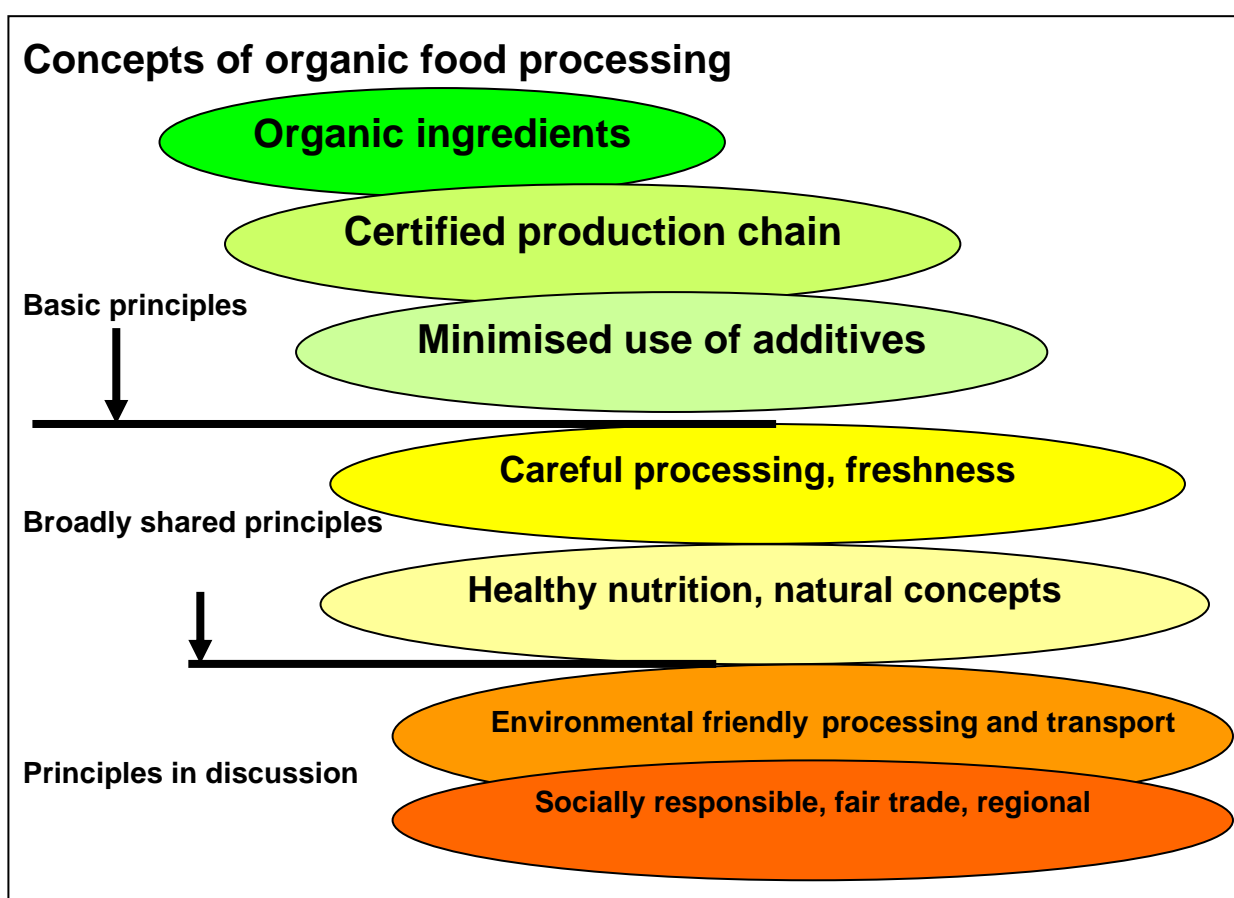 Concepts of organic food processing
Organic ingredients
Certified production chain
Basic principles
Minimised use of additives
Careful processing, freshness
Broadly shared principles
Healthy nutrition, natural concepts
Environmental friendly processing and transport
Principles in discussion
Socially responsible, fair trade, regional